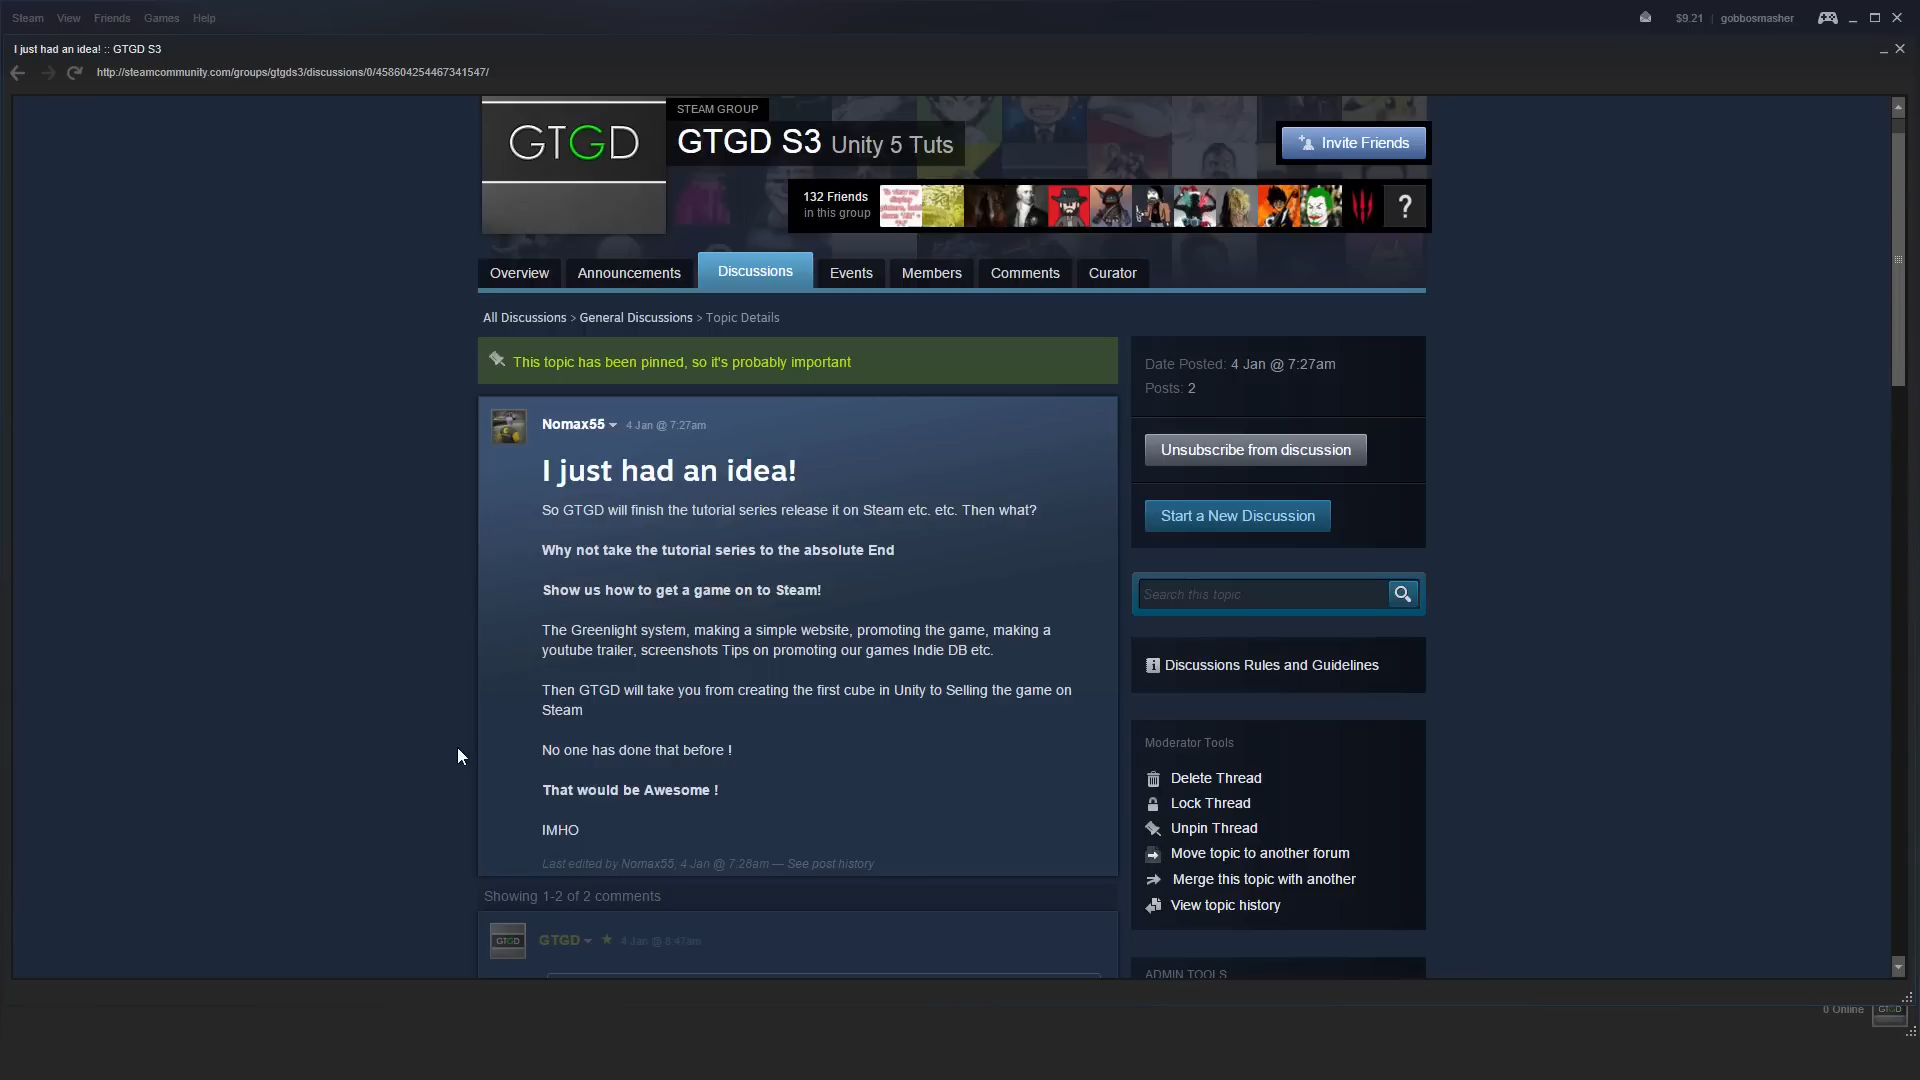 Steam View Friends Games Help
$9.21 | gobbosmasher
I just had an idea! :: GTGD S3
http://steamcommunity.com/groups/gtgds3/discussions/0/458604254467341547/
GTGD
STEAM GROUP
GTGD S3 Unity 5 Tuts
Invite Friends
132 Friends
in this group
?
Overview Announcements Discussions Events Members Comments Curator
All Discussions > General Discussions > Topic Details
This topic has been pinned, so it's probably important
Nomax55 4 Jan @ 7:27am
I just had an idea!
So GTGD will finish the tutorial series release it on Steam etc. etc. Then what?
Why not take the tutorial series to the absolute End
Show us how to get a game on to Steam!
The Greenlight system, making a simple website, promoting the game, making a
youtube trailer, screenshots Tips on promoting our games Indie DB etc.
Then GTGD will take you from creating the first cube in Unity to Selling the game on
Steam
No one has done that before !
That would be Awesome !
IMHO
Last edited by Nomax55; 4 Jan @ 7:28am — See post history
Showing 1-2 of 2 comments
GTGD
GTGD 4 Jan @ 8:47am
Date Posted: 4 Jan @ 7:27am
Posts: 2
Unsubscribe from discussion
Start a New Discussion
Search this topic
Discussions Rules and Guidelines
Moderator Tools
Delete Thread
Lock Thread
Unpin Thread
Move topic to another forum
Merge this topic with another
View topic history
ADMIN TOOLS
0 Online
GTGD